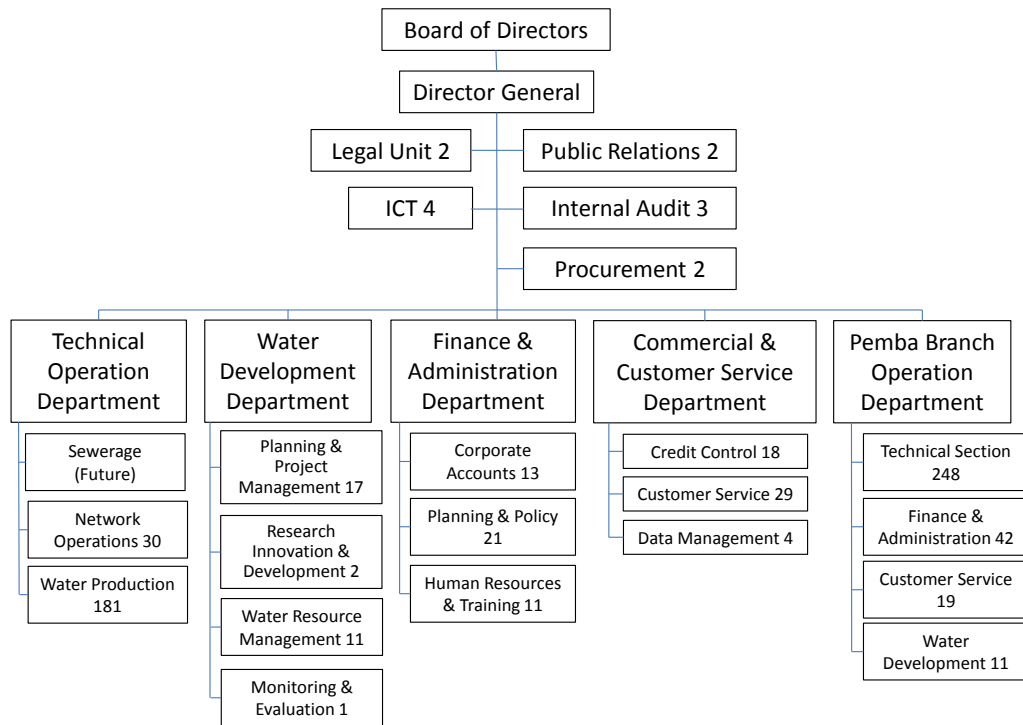 Board of Directors
Director General
Legal Unit 2
Public Relations 2
ICT 4
Internal Audit 3
Procurement 2
Technical
Operation
Department
Sewerage
(Future)
Network
Operations 30
Water Production
181
Water
Development
Department
Planning &
Project
Management 17
Research
Innovation &
Development 2
Water Resource
Management 11
Monitoring &
Evaluation 1
Finance &
Administration
Department
Corporate
Accounts 13
Planning & Policy
21
Human Resources
& Training 11
Commercial &
Customer Service
Department
Credit Control 18
Customer Service 29
Data Management 4
Pemba Branch
Operation
Department
Technical Section
248
Finance &
Administration 42
Customer Service
19
Water
Development 11